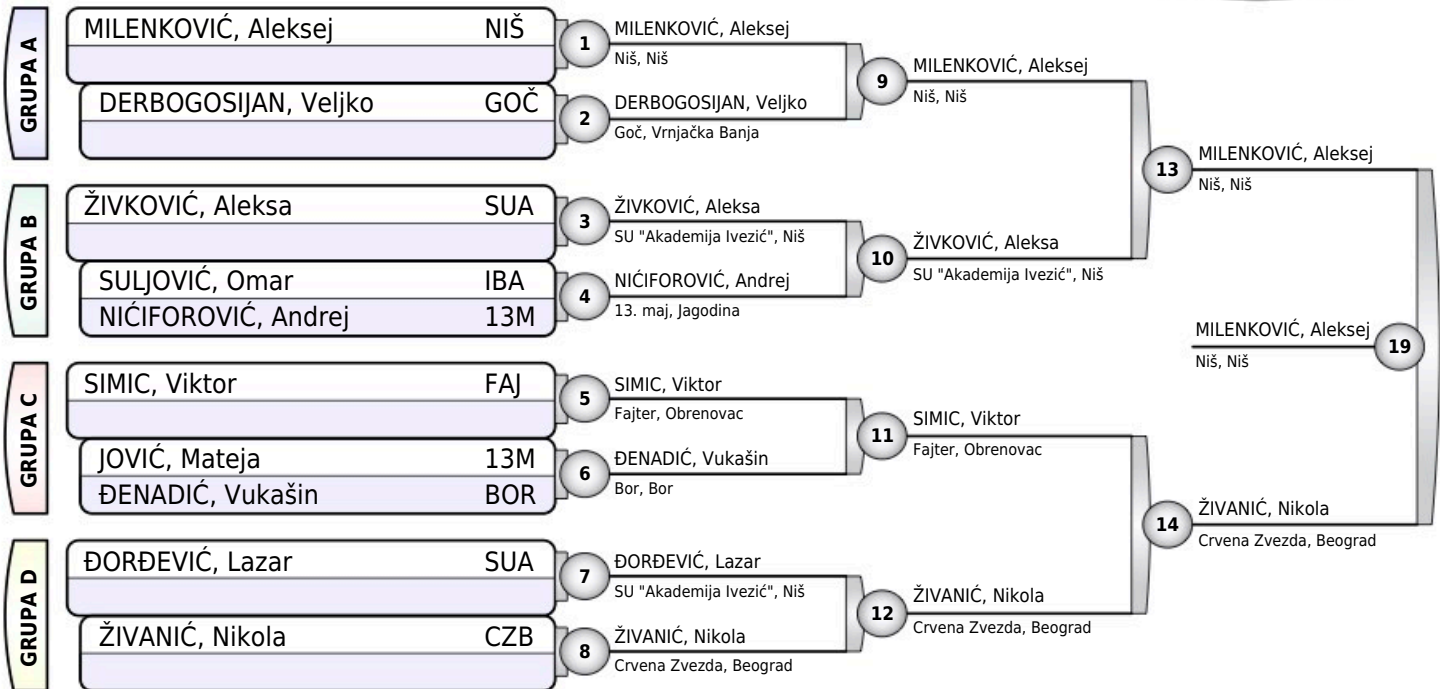 GRUPA A
MILENKOVIĆ, Aleksej NIŠ
DERBOGOSIJAN, Veljko GOČ
1
MILENKOVIĆ, Aleksej
Niš, Niš
2
DERBOGOSIJAN, Veljko
Goč, Vrnjačka Banja
9
MILENKOVIĆ, Aleksej
Niš, Niš
GRUPA B
ŽIVKOVIĆ, Aleksa SUA
SULJOVIĆ, Omar IBA
NIĆIFOROVIĆ, Andrej 13M
3
ŽIVKOVIĆ, Aleksa
SU "Akademija Ivezić", Niš
4
NIĆIFOROVIĆ, Andrej
13. maj, Jagodina
10
ŽIVKOVIĆ, Aleksa
SU "Akademija Ivezić", Niš
13
MILENKOVIĆ, Aleksej
Niš, Niš
GRUPA C
SIMIC, Viktor FAJ
JOVIĆ, Mateja 13M
ĐENADIĆ, Vukašin BOR
5
SIMIC, Viktor
Fajter, Obrenovac
6
ĐENADIĆ, Vukašin
Bor, Bor
11
SIMIC, Viktor
Fajter, Obrenovac
GRUPA D
ĐORĐEVIĆ, Lazar SUA
ŽIVANIĆ, Nikola CZB
7
ĐORĐEVIĆ, Lazar
SU "Akademija Ivezić", Niš
8
ŽIVANIĆ, Nikola
Crvena Zvezda, Beograd
12
ŽIVANIĆ, Nikola
Crvena Zvezda, Beograd
14
ŽIVANIĆ, Nikola
Crvena Zvezda, Beograd
MILENKOVIĆ, Aleksej
Niš, Niš
19